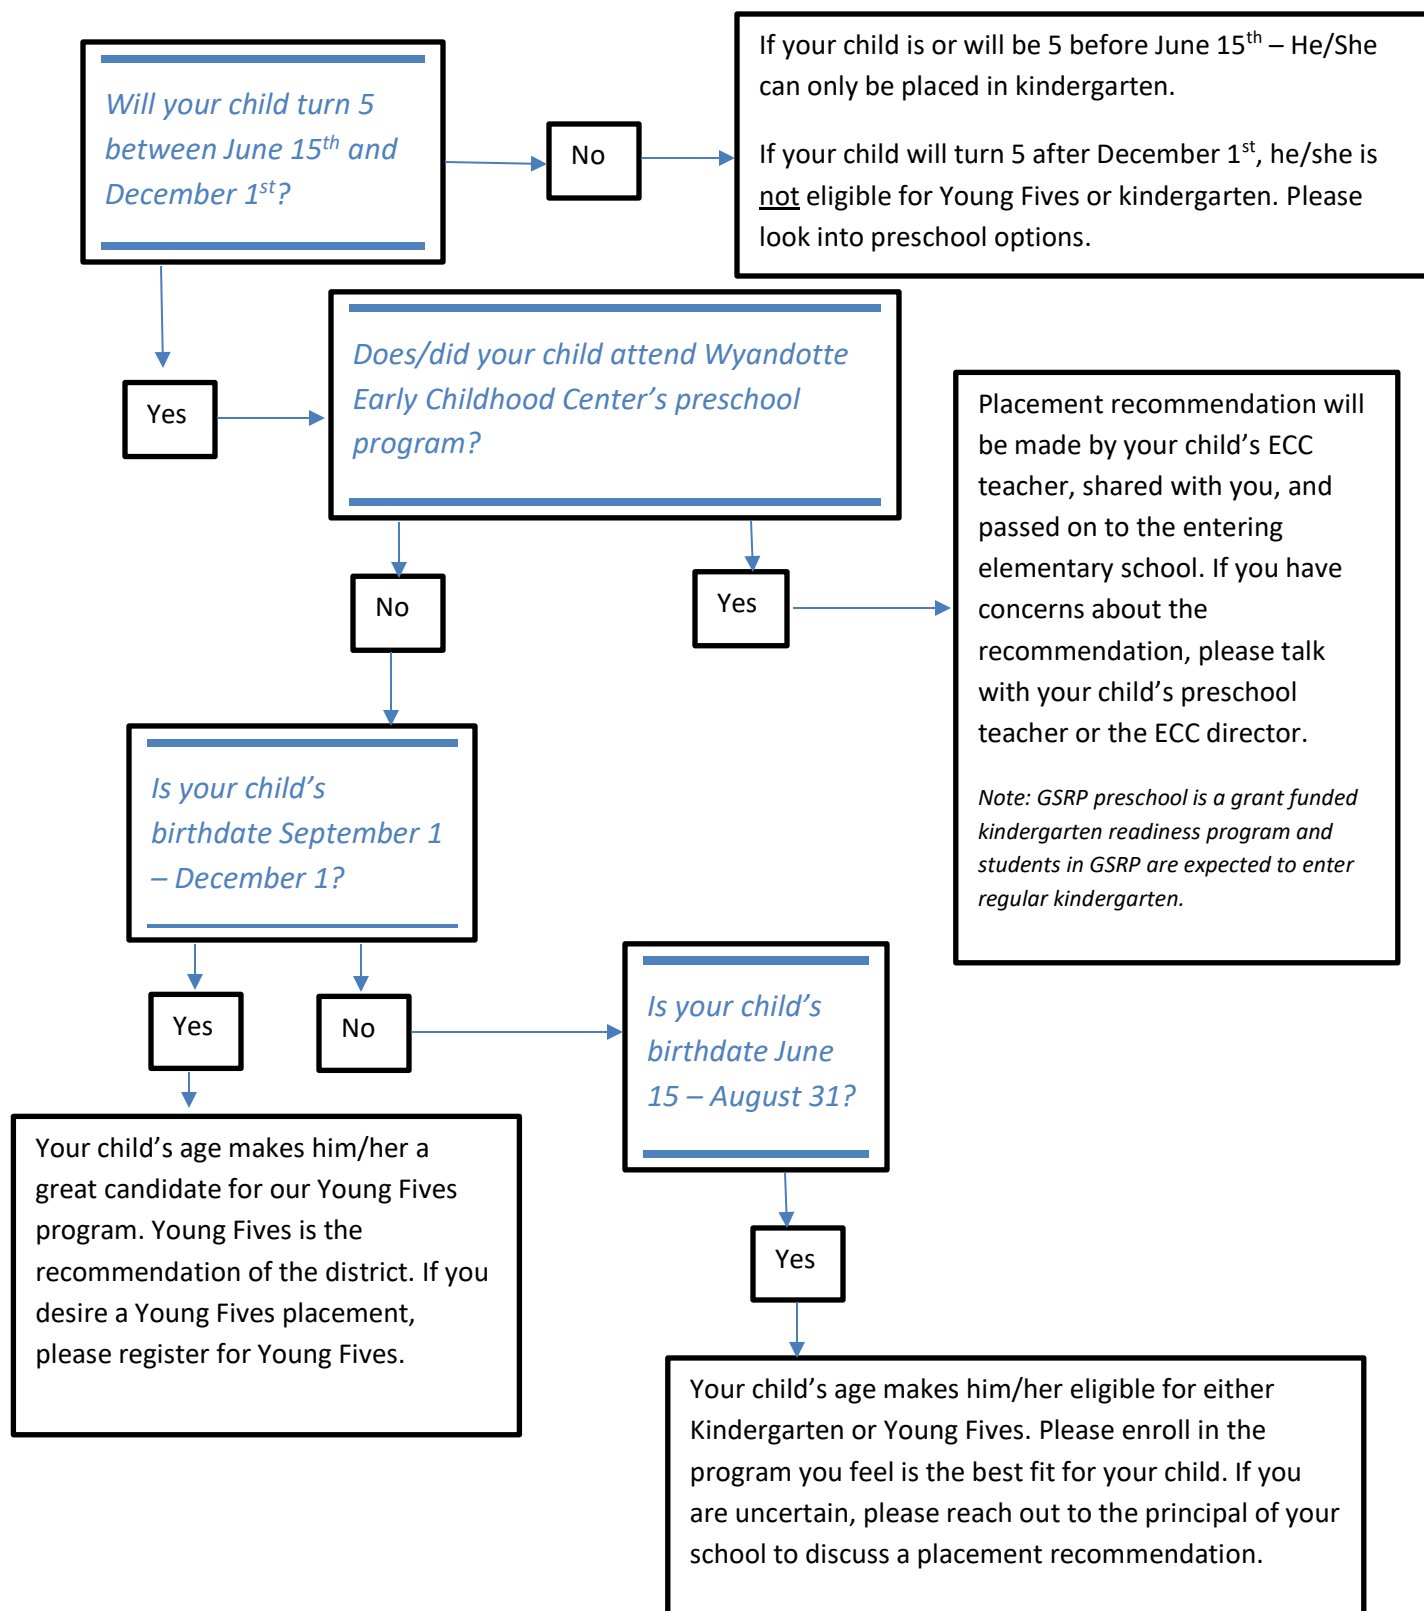 If your child is or will be 5 before June 15th – He/She
can only be placed in kindergarten.
If your child will turn 5 after December 1st, he/she is
not eligible for Young Fives or kindergarten. Please
look into preschool options.
Will your child turn 5
between June 15th and
December 1st?
No
Does/did your child attend Wyandotte
Early Childhood Center’s preschool
program?
Yes
Placement recommendation will
be made by your child’s ECC
teacher, shared with you, and
passed on to the entering
elementary school. If you have
concerns about the
recommendation, please talk
with your child’s preschool
teacher or the ECC director.
Note: GSRP preschool is a grant funded
kindergarten readiness program and
students in GSRP are expected to enter
regular kindergarten.
No
Yes
Is your child’s
birthdate September 1
– December 1?
Yes
No
Is your child’s
birthdate June
15 – August 31?
Your child’s age makes him/her a
great candidate for our Young Fives
program. Young Fives is the
recommendation of the district. If you
desire a Young Fives placement,
please register for Young Fives.
Yes
Your child’s age makes him/her eligible for either
Kindergarten or Young Fives. Please enroll in the
program you feel is the best fit for your child. If you
are uncertain, please reach out to the principal of your
school to discuss a placement recommendation.